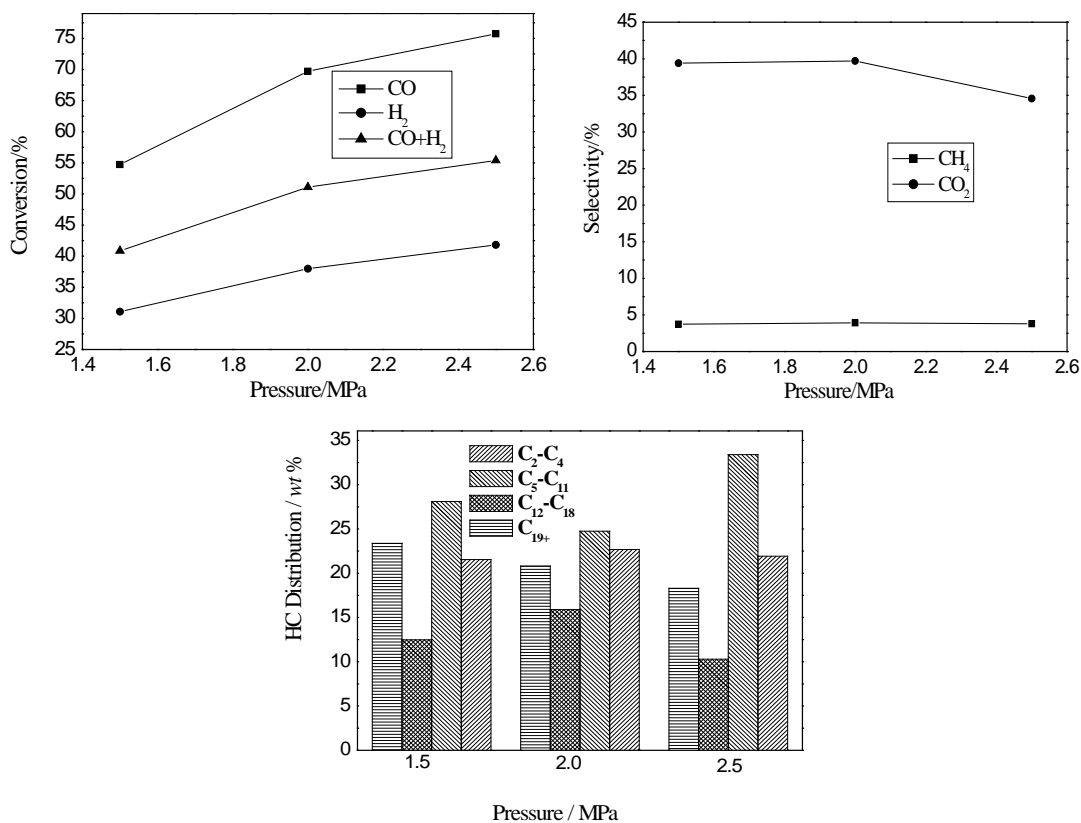 75
70
65
60
55
50
45
40
35
30
25
Conversion/%
CO
H₂
CO+H₂
1.4 1.6 1.8 2.0 2.2 2.4 2.6
Pressure/MPa
45
40
35
30
25
20
15
10
5
0
Selectivity/%
CH₄
CO₂
1.4 1.6 1.8 2.0 2.2 2.4 2.6
Pressure/MPa
35
30
25
20
15
10
5
0
HC Distribution / wt %
C₂-C₄
C₅-C₁₁
C₁₂-C₁₈
C₁₉₊
1.5 2.0 2.5
Pressure / MPa